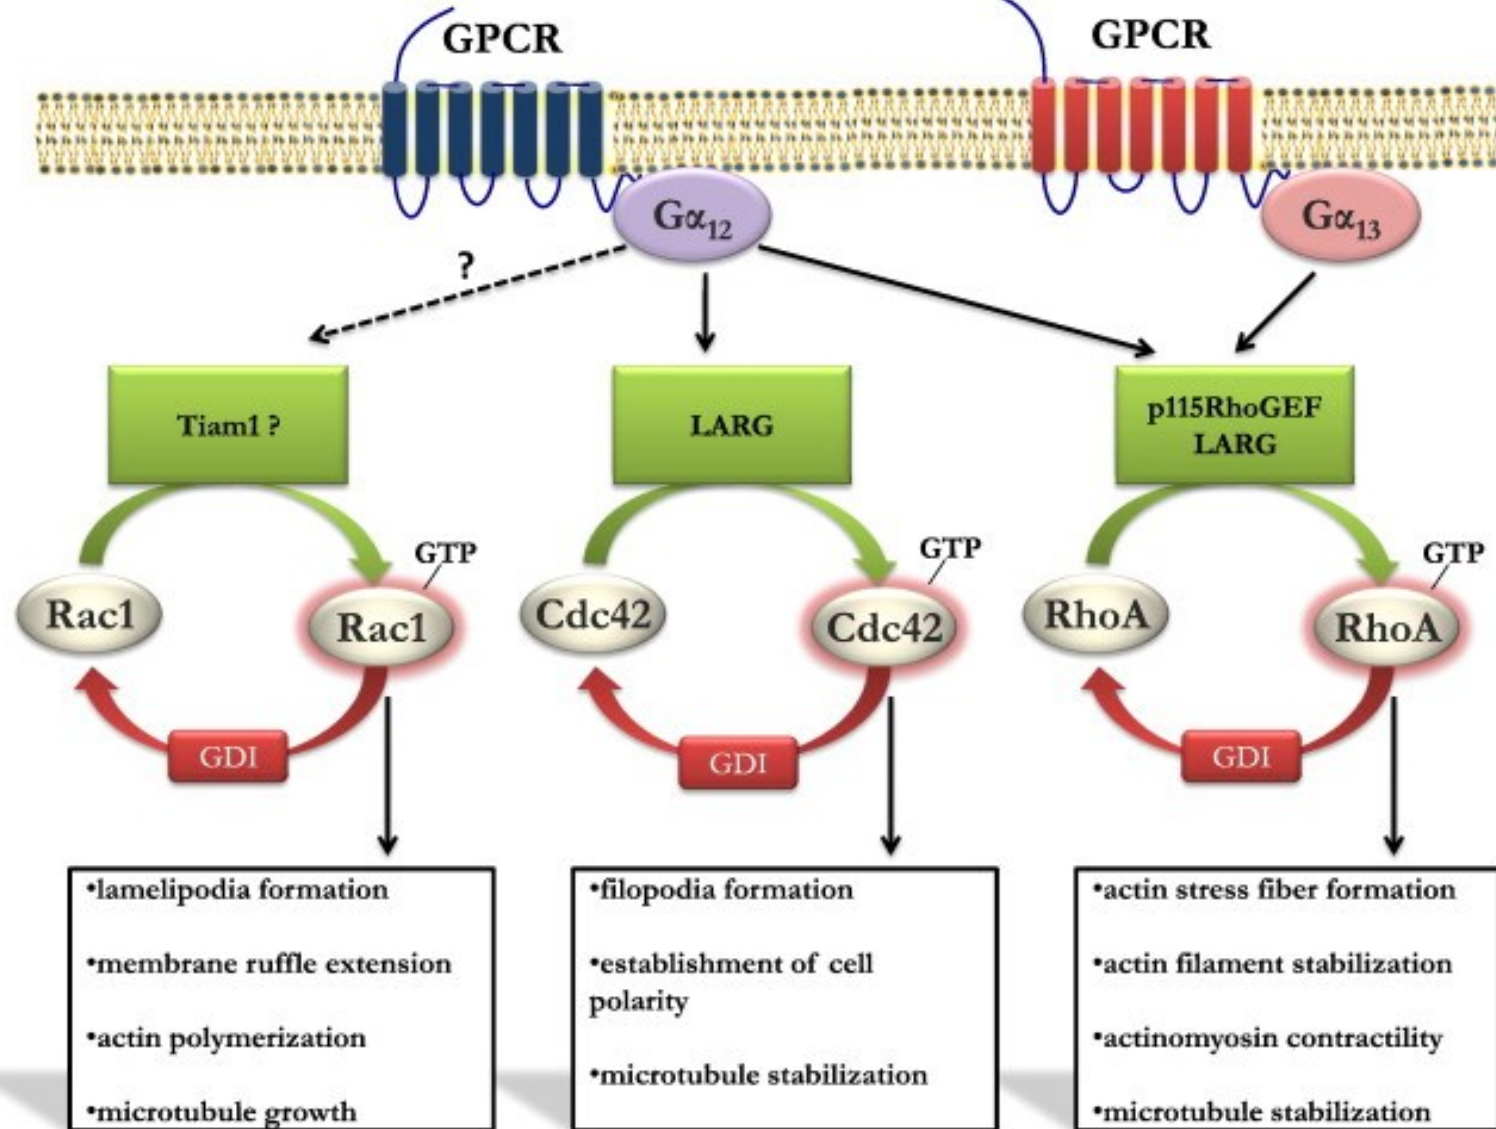 GPCR
GPCR
Gα12
Gα13
?
Tiam1 ?
LARG
p115RhoGEF
LARG
GTP
GTP
GTP
Rac1
Rac1
Cdc42
Cdc42
RhoA
RhoA
GDI
GDI
GDI
•lamelipodia formation
•membrane ruffle extension
•actin polymerization
•microtubule growth
•filopodia formation
•establishment of cell
polarity
•microtubule stabilization
•actin stress fiber formation
•actin filament stabilization
•actinomyosin contractility
•microtubule stabilization